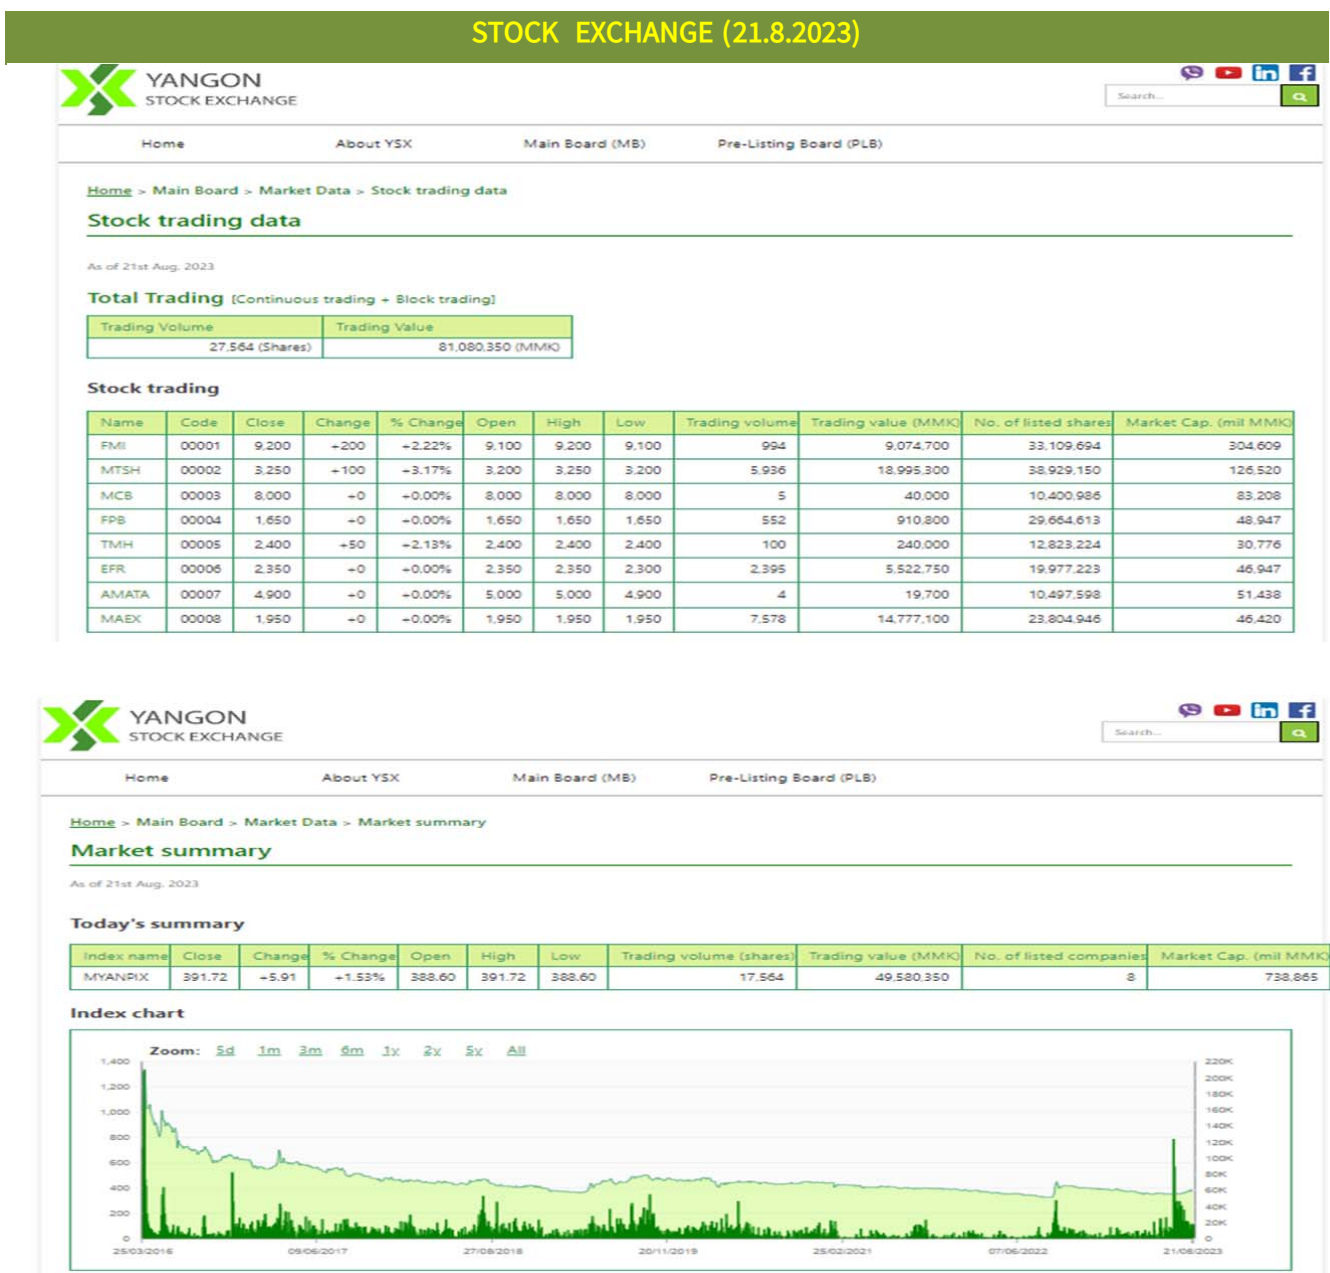 STOCK EXCHANGE (21.8.2023)
YANGON
STOCK EXCHANGE
Search...
Home About YSX Main Board (MB) Pre-Listing Board (PLB)
Home > Main Board > Market Data > Stock trading data
Stock trading data
As of 21st Aug. 2023
Total Trading [Continuous trading + Block trading]
Trading Volume Trading Value
27,564 (Shares) 81,080,350 (MMK)
Stock trading
Name Code Close Change % Change Open High Low Trading volume Trading value (MMK) No. of listed shares Market Cap. (mil MMK)
FMI 00001 9,200 +200 +2.22% 9,100 9,200 9,100 994 9,074,700 33,109,694 304,609
MTSH 00002 3,250 +100 +3.17% 3,200 3,250 3,200 5,936 18,995,300 38,929,150 126,520
MCB 00003 8,000 +0 +0.00% 8,000 8,000 8,000 5 40,000 10,400,986 83,208
FPB 00004 1,650 +0 +0.00% 1,650 1,650 1,650 552 910,800 29,664,613 48,947
TMH 00005 2,400 +50 +2.13% 2,400 2,400 2,400 100 240,000 12,823,224 30,776
EFR 00006 2,350 +0 +0.00% 2,350 2,350 2,300 2,395 5,522,750 19,977,223 46,947
AMATA 00007 4,900 +0 +0.00% 5,000 5,000 4,900 4 19,700 10,497,598 51,438
MAEX 00008 1,950 +0 +0.00% 1,950 1,950 1,950 7,578 14,777,100 23,804,946 46,420
YANGON
STOCK EXCHANGE
Search...
Home About YSX Main Board (MB) Pre-Listing Board (PLB)
Home > Main Board > Market Data > Market summary
Market summary
As of 21st Aug. 2023
Today's summary
Index name Close Change % Change Open High Low Trading volume (shares) Trading value (MMK) No. of listed companies Market Cap. (mil MMK)
MYANPIX 391.72 +5.91 +1.53% 388.60 391.72 388.60 17,564 49,580,350 8 738,865
Index chart
Zoom: 5d 1m 3m 6m 1y 2y 5y All
1,400 220K
200K
1,200
180K
1,000 160K
140K
800
120K
600 100K
80K
400 60K
40K
200
20K
0 0
25/03/2016 09/06/2017 27/08/2018 20/11/2019 25/02/2021 07/06/2022 21/08/2023